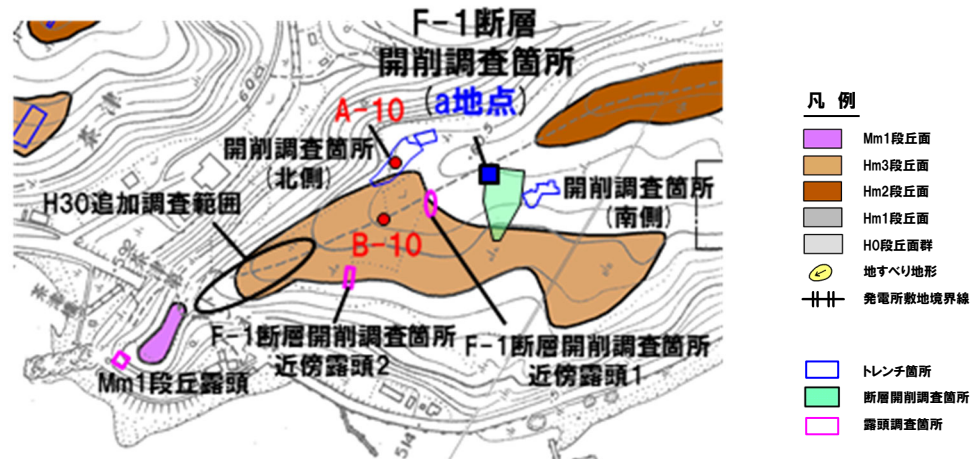 F-1断層
開削調査箇所
(a地点)
A-10
開削調査箇所
(北側)
H30追加調査範囲
開削調査箇所
(南側)
B-10
F-1断層開削調査箇所
近傍露頭2
F-1断層開削調査箇所
近傍露頭1
Mm1段丘露頭
514
凡 例
Mm1段丘面
Hm3段丘面
Hm2段丘面
Hm1段丘面
H0段丘面群
地すべり地形
発電所敷地境界線
トレンチ箇所
断層開削調査箇所
露頭調査箇所